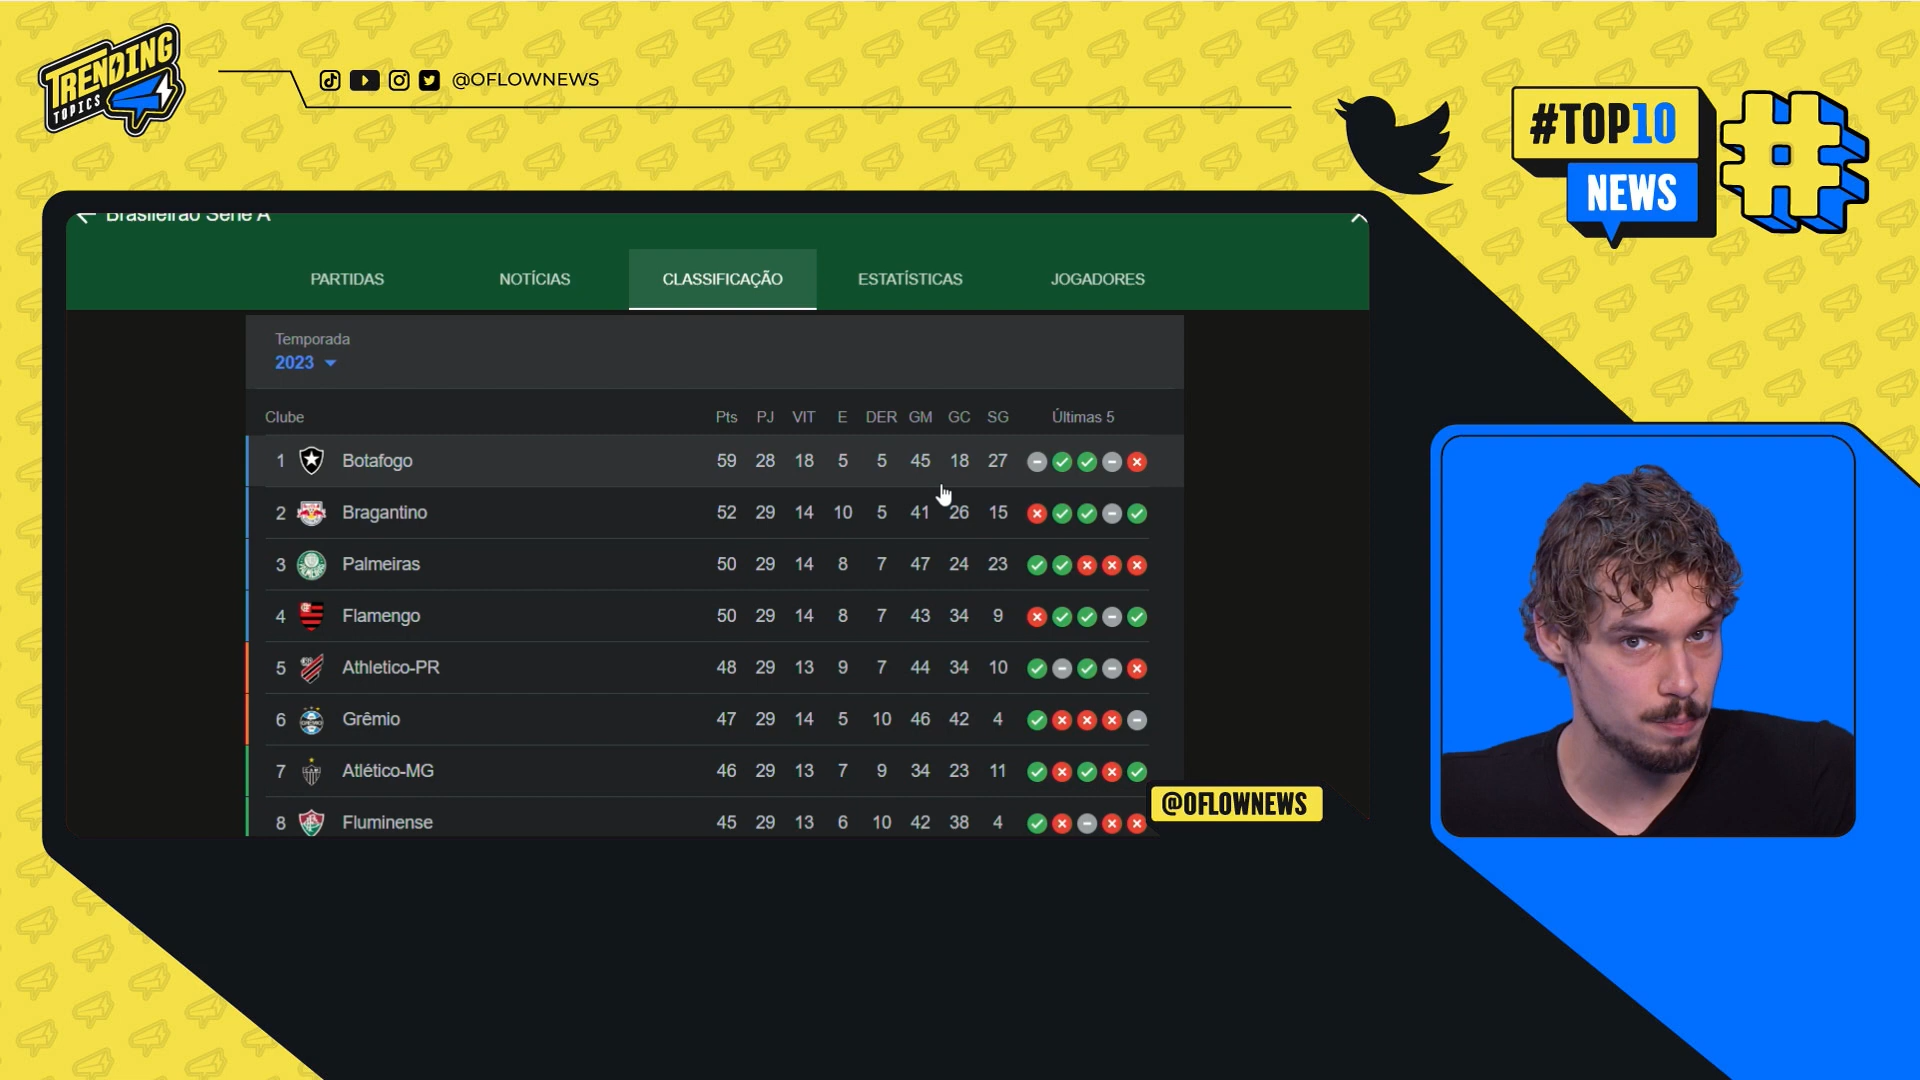 TRENDING
TOPICS
@OFLOWNEWS
#TOP10
NEWS
Brasileirão Série A
PARTIDAS NOTÍCIAS CLASSIFICAÇÃO ESTATÍSTICAS JOGADORES
Temporada
2023
Clube Pts PJ VIT E DER GM GC SG Últimas 5
1 Botafogo 59 28 18 5 5 45 18 27
2 Bragantino 52 29 14 10 5 41 26 15
3 Palmeiras 50 29 14 8 7 47 24 23
4 Flamengo 50 29 14 8 7 43 34 9
5 Athletico-PR 48 29 13 9 7 44 34 10
6 Grêmio 47 29 14 5 10 46 42 4
7 Atlético-MG 46 29 13 7 9 34 23 11
8 Fluminense 45 29 13 6 10 42 38 4
@OFLOWNEWS